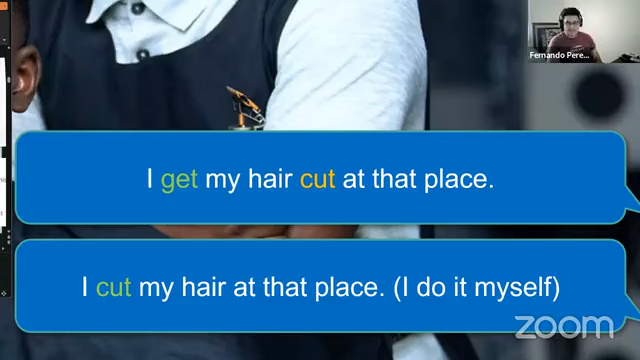 Fernando Pere...
I get my hair cut at that place.
I cut my hair at that place. (I do it myself)
zoom